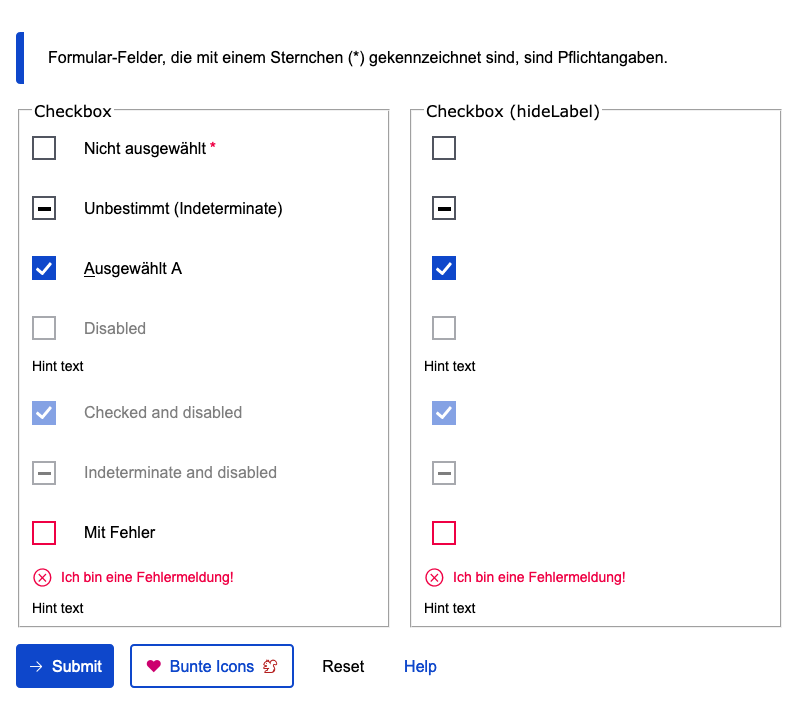 Formular-Felder, die mit einem Sternchen (*) gekennzeichnet sind, sind Pflichtangaben.
Checkbox
Nicht ausgewählt *
Unbestimmt (Indeterminate)
Ausgewählt A
Disabled
Hint text
Checked and disabled
Indeterminate and disabled
Mit Fehler
Ich bin eine Fehlermeldung!
Hint text
Checkbox (hideLabel)
Hint text
Ich bin eine Fehlermeldung!
Hint text
Submit
Bunte Icons
Reset
Help